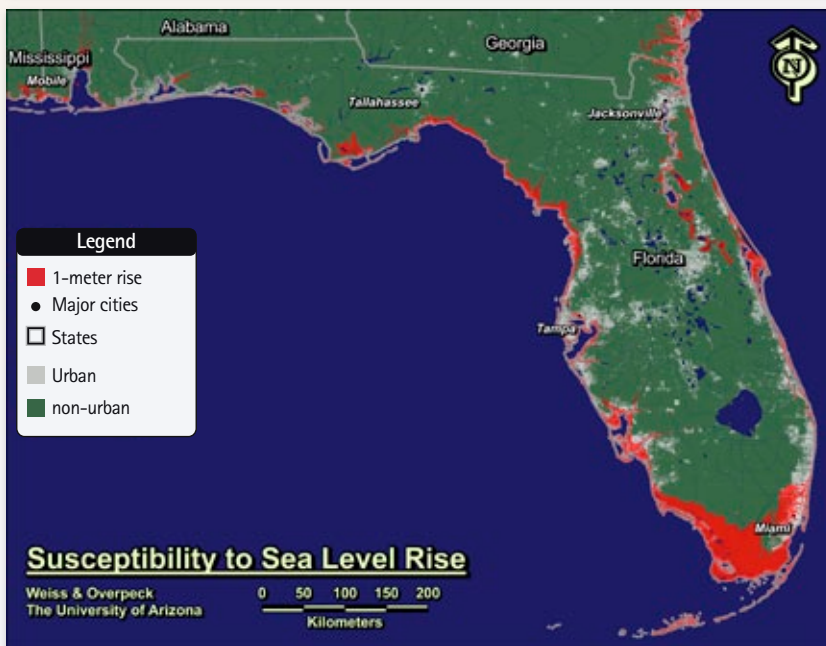 Alabama
Georgia
Mississippi
Mobile
Tallahassee
Jacksonville
N
Legend
1-meter rise
Major cities
States
Urban
non-urban
Florida
Tampa
Miami
Susceptibility to Sea Level Rise
Weiss & Overpeck
The University of Arizona
0 50 100 150 200
Kilometers